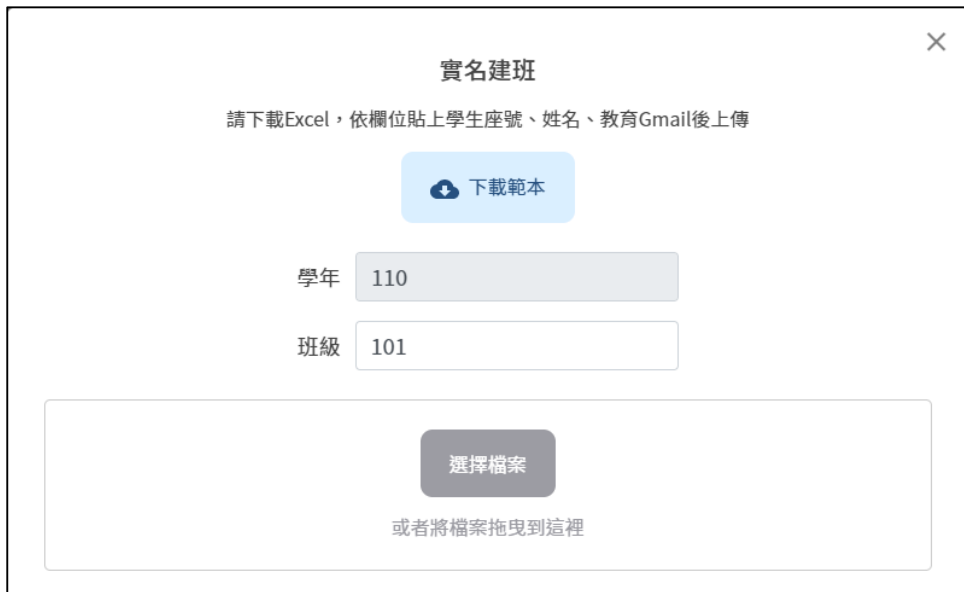 實名建班
請下載Excel，依欄位貼上學生座號、姓名、教育Gmail後上傳
下載範本
學年 110
班級 101
選擇檔案
或者將檔案拖曳到這裡